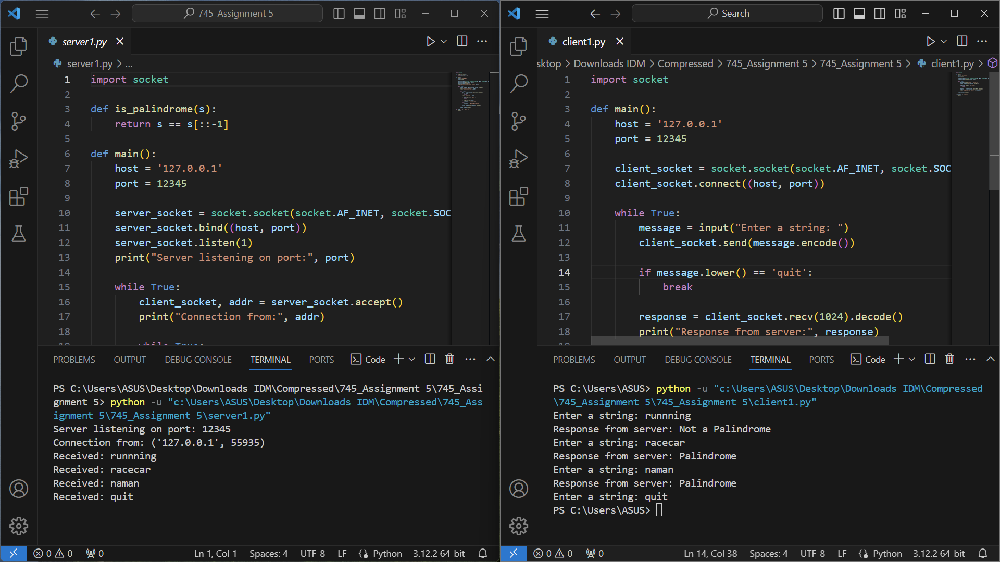 745_Assignment 5
server1.py
server1.py > ...
1 import socket
2
3 def is_palindrome(s):
4     return s == s[::-1]
5
6 def main():
7     host = '127.0.0.1'
8     port = 12345
9
10     server_socket = socket.socket(socket.AF_INET, socket.SOC
11     server_socket.bind((host, port))
12     server_socket.listen(1)
13     print("Server listening on port:", port)
14
15     while True:
16         client_socket, addr = server_socket.accept()
17         print("Connection from:", addr)
18
19         while True:
PROBLEMS OUTPUT DEBUG CONSOLE TERMINAL PORTS Code
PS C:\Users\ASUS\Desktop\Downloads IDM\Compressed\745_Assignment 5\745_Assi
gnment 5> python -u "c:\Users\ASUS\Desktop\Downloads IDM\Compressed\745_Ass
ignment 5\745_Assignment 5\server1.py"
Server listening on port: 12345
Connection from: ('127.0.0.1', 55935)
Received: runnning
Received: racecar
Received: naman
Received: quit
0 0 0 Ln 1, Col 1 Spaces: 4 UTF-8 LF Python 3.12.2 64-bit
Search
client1.py
sktop > Downloads IDM > Compressed > 745_Assignment 5 > 745_Assignment 5 > client1.py >
1 import socket
2
3 def main():
4     host = '127.0.0.1'
5     port = 12345
6
7     client_socket = socket.socket(socket.AF_INET, socket.SOC
8     client_socket.connect((host, port))
9
10     while True:
11         message = input("Enter a string: ")
12         client_socket.send(message.encode())
13
14         if message.lower() == 'quit':
15             break
16
17         response = client_socket.recv(1024).decode()
18         print("Response from server:", response)
19
PROBLEMS OUTPUT DEBUG CONSOLE TERMINAL PORTS Code
PS C:\Users\ASUS> python -u "c:\Users\ASUS\Desktop\Downloads IDM\Compressed
\745_Assignment 5\745_Assignment 5\client1.py"
Enter a string: runnning
Response from server: Not a Palindrome
Enter a string: racecar
Response from server: Palindrome
Enter a string: naman
Response from server: Palindrome
Enter a string: quit
PS C:\Users\ASUS>
0 0 0 Ln 14, Col 38 Spaces: 4 UTF-8 LF Python 3.12.2 64-bit